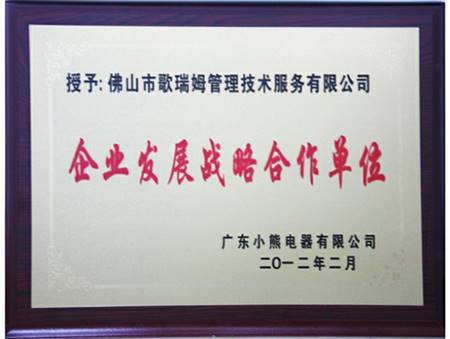 授予:佛山市歌瑞姆管理技术服务有限公司
企业发展战略合作单位
广东小熊电器有限公司
二〇一二年二月